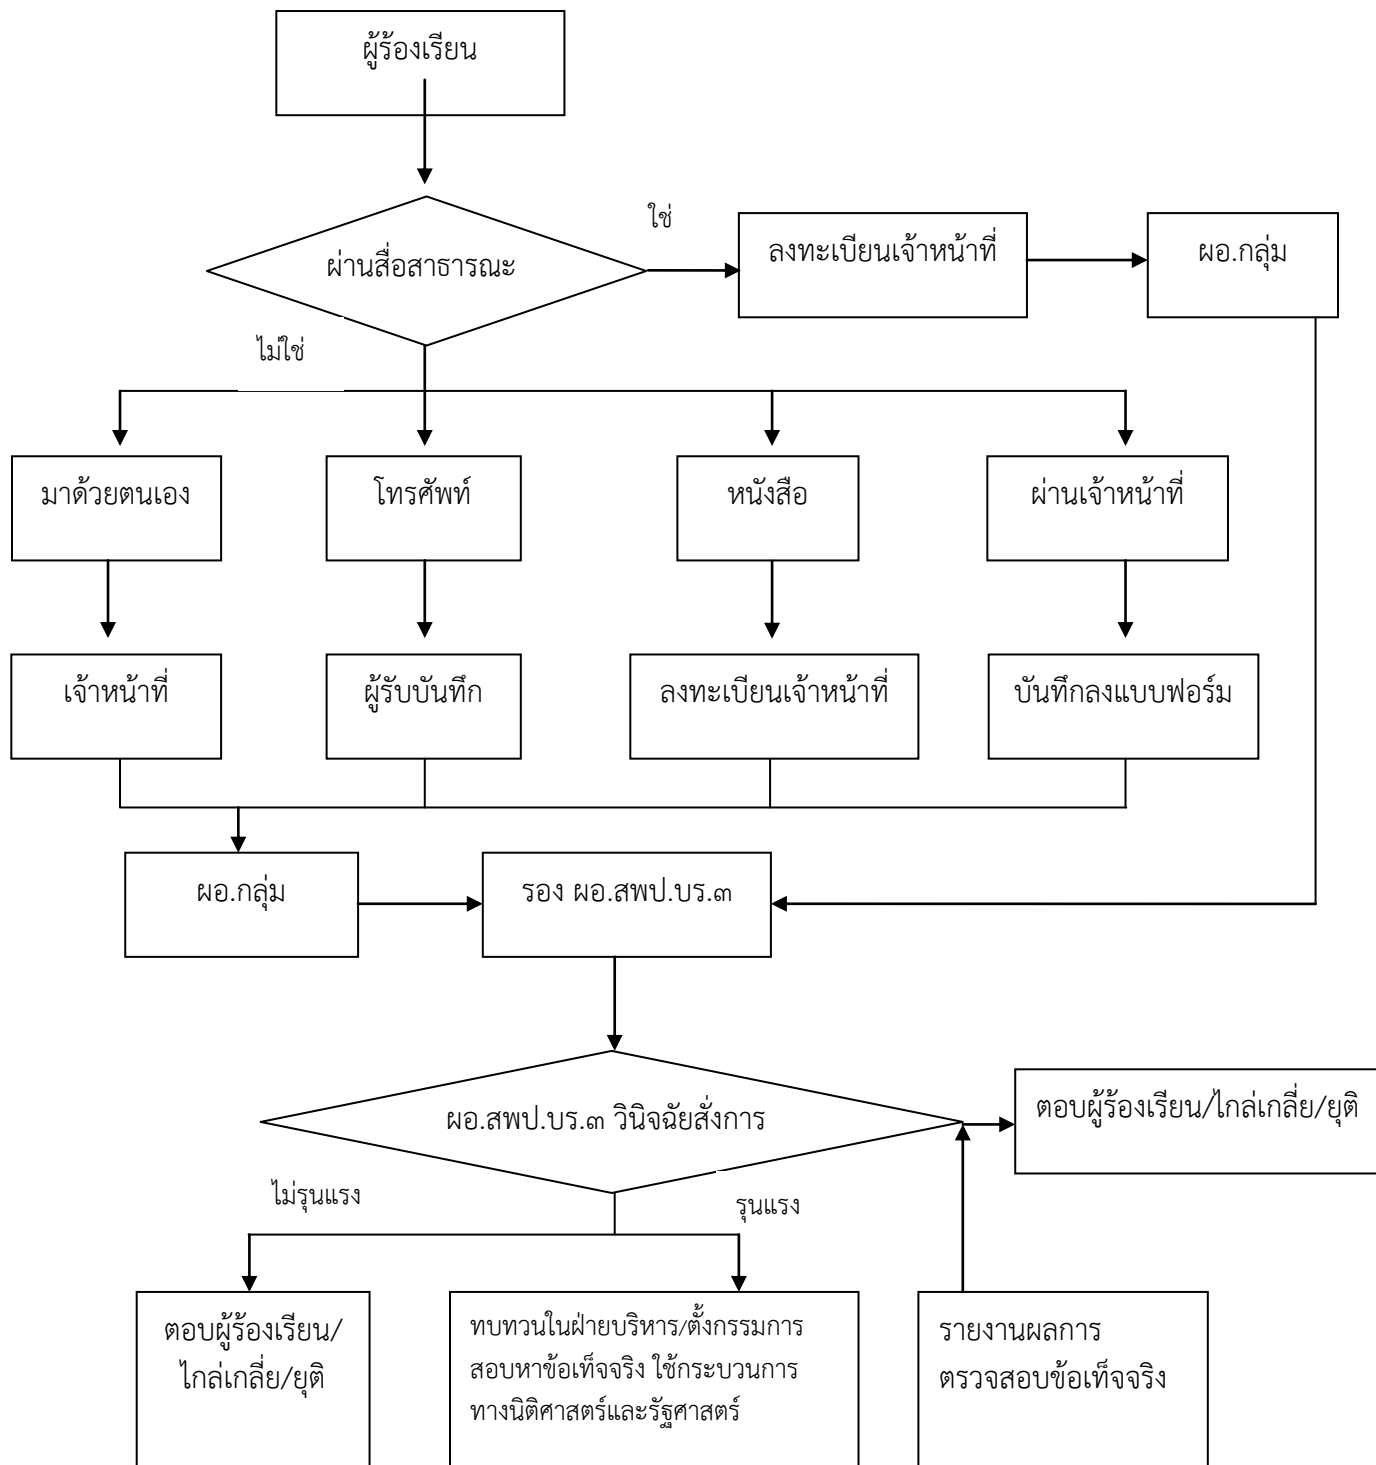 ผู้ร้องเรียน
ผ่านสื่อสาธารณะ
ใช่
ลงทะเบียนเจ้าหน้าที่
ผอ.กลุ่ม
ไม่ใช่
มาด้วยตนเอง
โทรศัพท์
หนังสือ
ผ่านเจ้าหน้าที่
เจ้าหน้าที่
ผู้รับบันทึก
ลงทะเบียนเจ้าหน้าที่
บันทึกลงแบบฟอร์ม
ผอ.กลุ่ม
รอง ผอ.สพป.บร.๓
ผอ.สพป.บร.๓ วินิจฉัยสั่งการ
ตอบผู้ร้องเรียน/ไกล่เกลี่ย/ยุติ
ไม่รุนแรง
รุนแรง
ตอบผู้ร้องเรียน/
ไกล่เกลี่ย/ยุติ
ทบทวนในฝ่ายบริหาร/ตั้งกรรมการ
สอบหาข้อเท็จจริง ใช้กระบวนการ
ทางนิติศาสตร์และรัฐศาสตร์
รายงานผลการ
ตรวจสอบข้อเท็จจริง